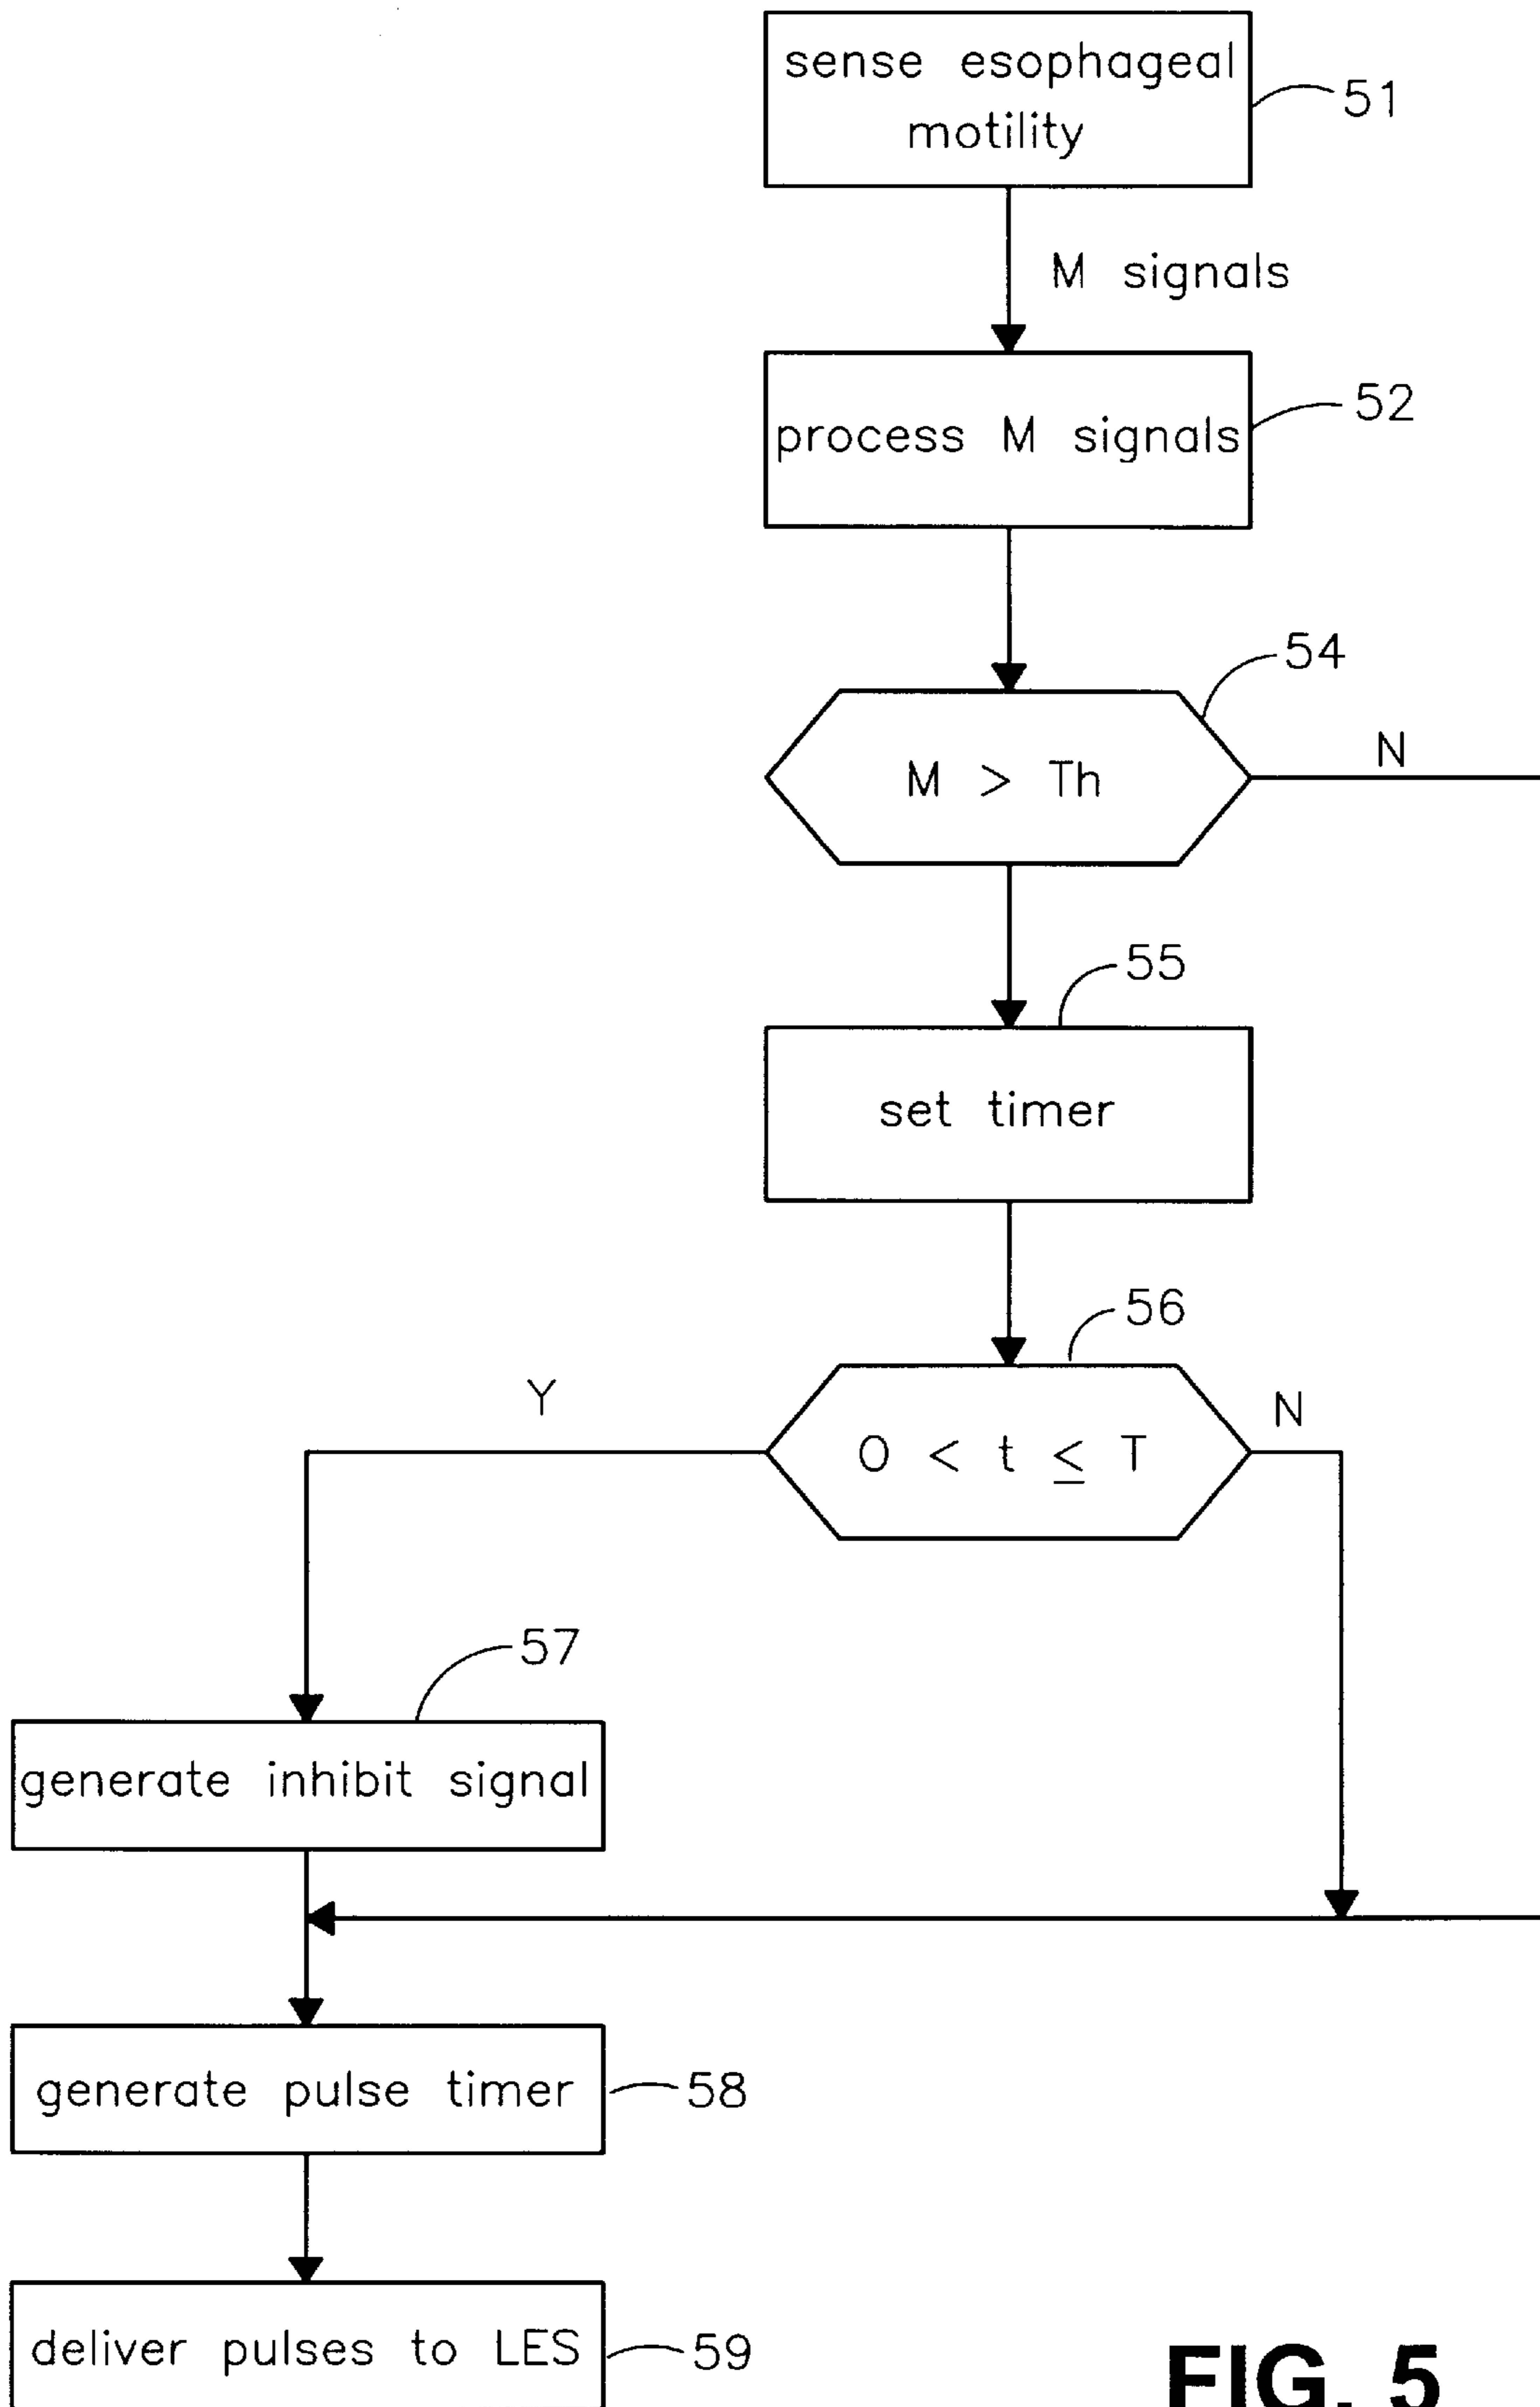 sense esophageal
motility
51
M signals
process M signals
52
54
M > Th
N
55
set timer
56
Y
O < t ≤ T
N
57
generate inhibit signal
generate pulse timer
58
deliver pulses to LES
59
FIG. 5